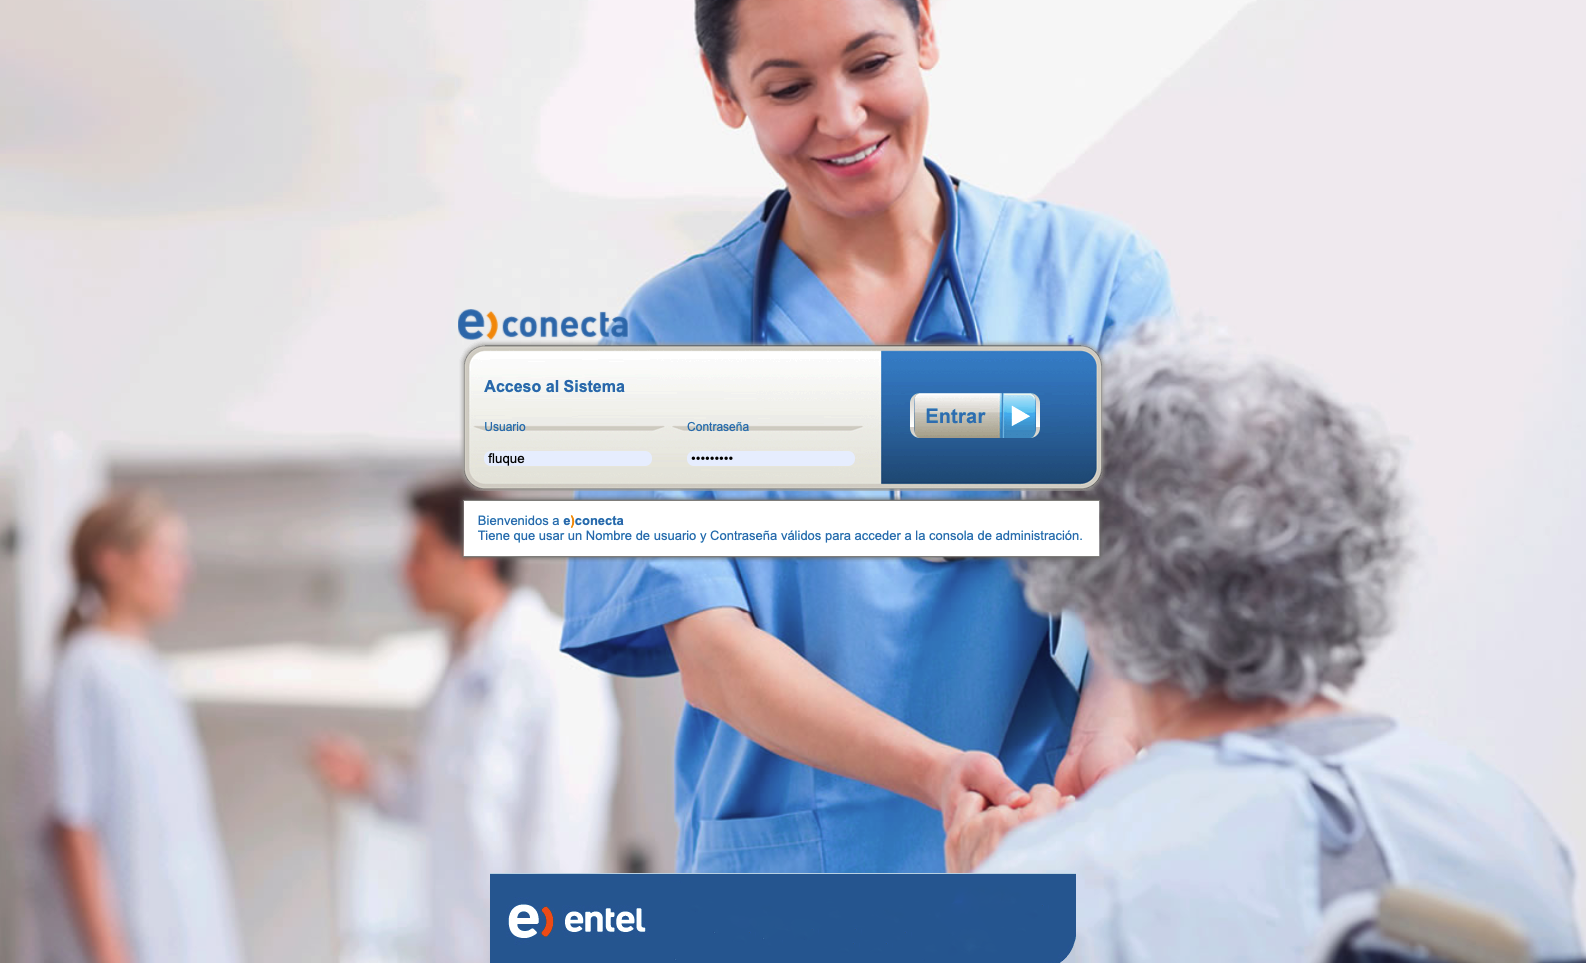 e)conecta
Acceso al Sistema
Usuario
Contraseña
fluque
•••••••••
Entrar
Bienvenidos a e)conecta
Tiene que usar un Nombre de usuario y Contraseña válidos para acceder a la consola de administración.
e) entel